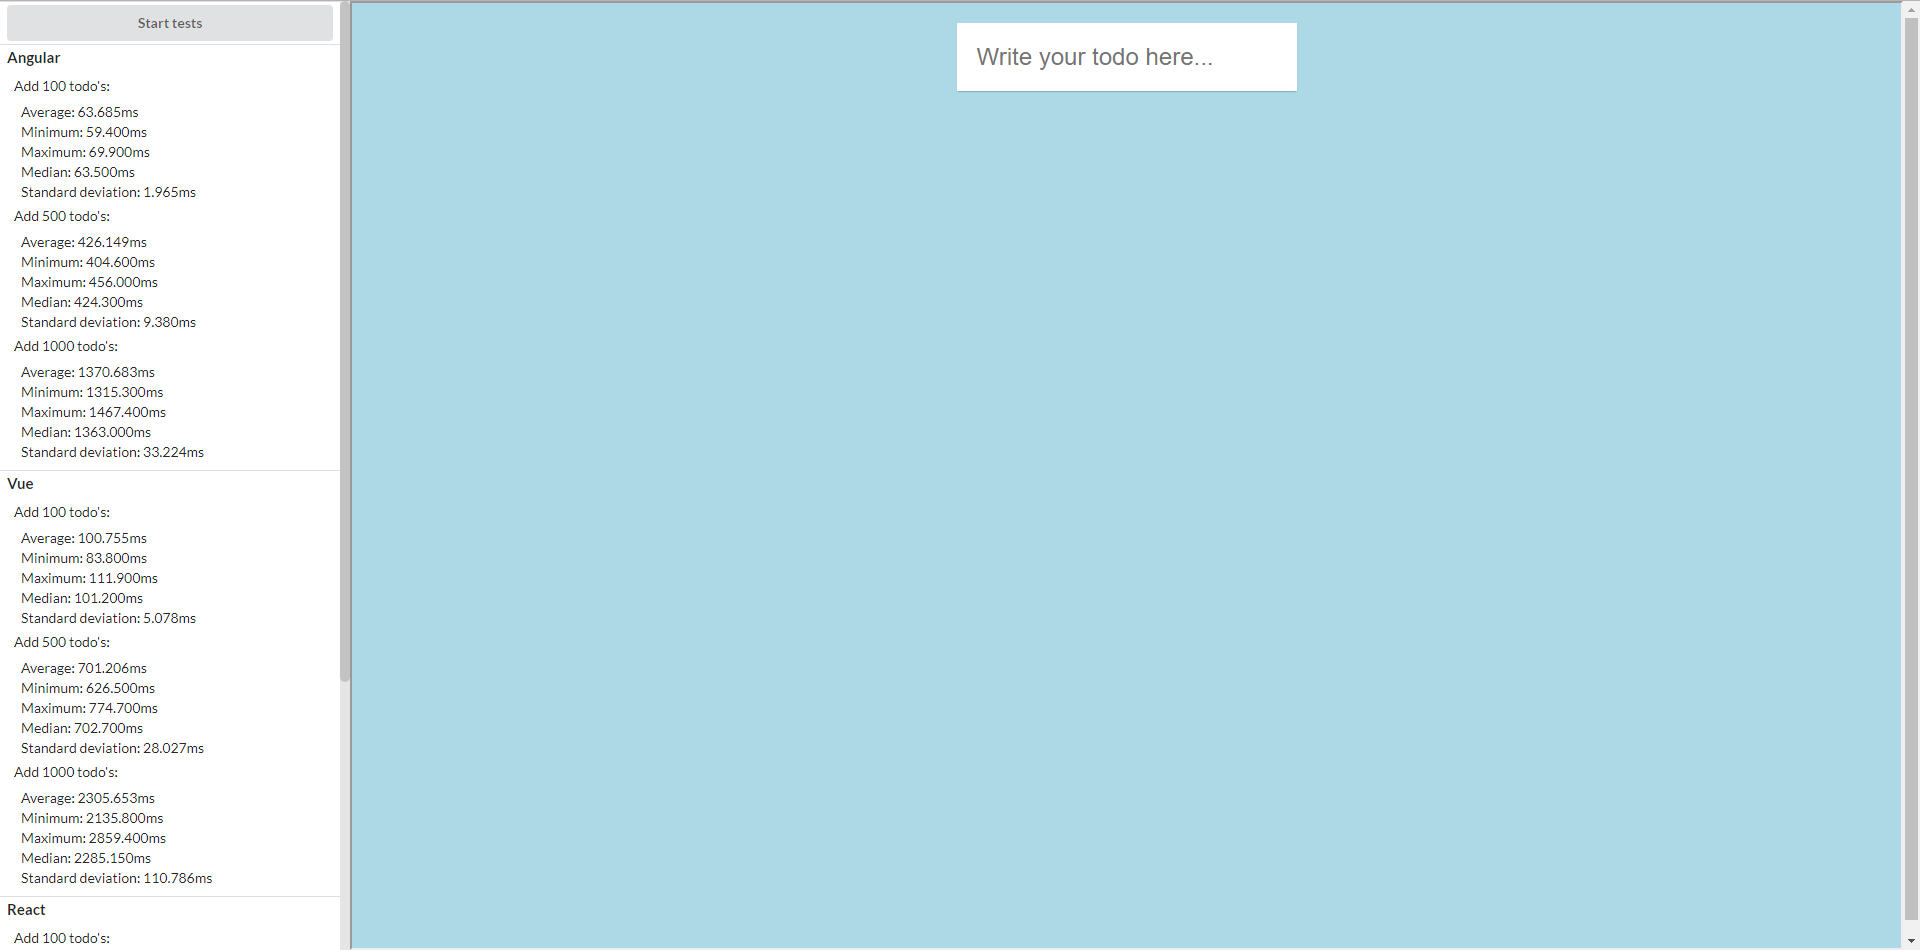 Start tests
Angular
Add 100 todo's:
Average: 63.685ms
Minimum: 59.400ms
Maximum: 69.900ms
Median: 63.500ms
Standard deviation: 1.965ms
Add 500 todo's:
Average: 426.149ms
Minimum: 404.600ms
Maximum: 456.000ms
Median: 424.300ms
Standard deviation: 9.380ms
Add 1000 todo's:
Average: 1370.683ms
Minimum: 1315.300ms
Maximum: 1467.400ms
Median: 1363.000ms
Standard deviation: 33.224ms
Vue
Add 100 todo's:
Average: 100.755ms
Minimum: 83.800ms
Maximum: 111.900ms
Median: 101.200ms
Standard deviation: 5.078ms
Add 500 todo's:
Average: 701.206ms
Minimum: 626.500ms
Maximum: 774.700ms
Median: 702.700ms
Standard deviation: 28.027ms
Add 1000 todo's:
Average: 2305.653ms
Minimum: 2135.800ms
Maximum: 2859.400ms
Median: 2285.150ms
Standard deviation: 110.786ms
React
Add 100 todo's:
Write your todo here...